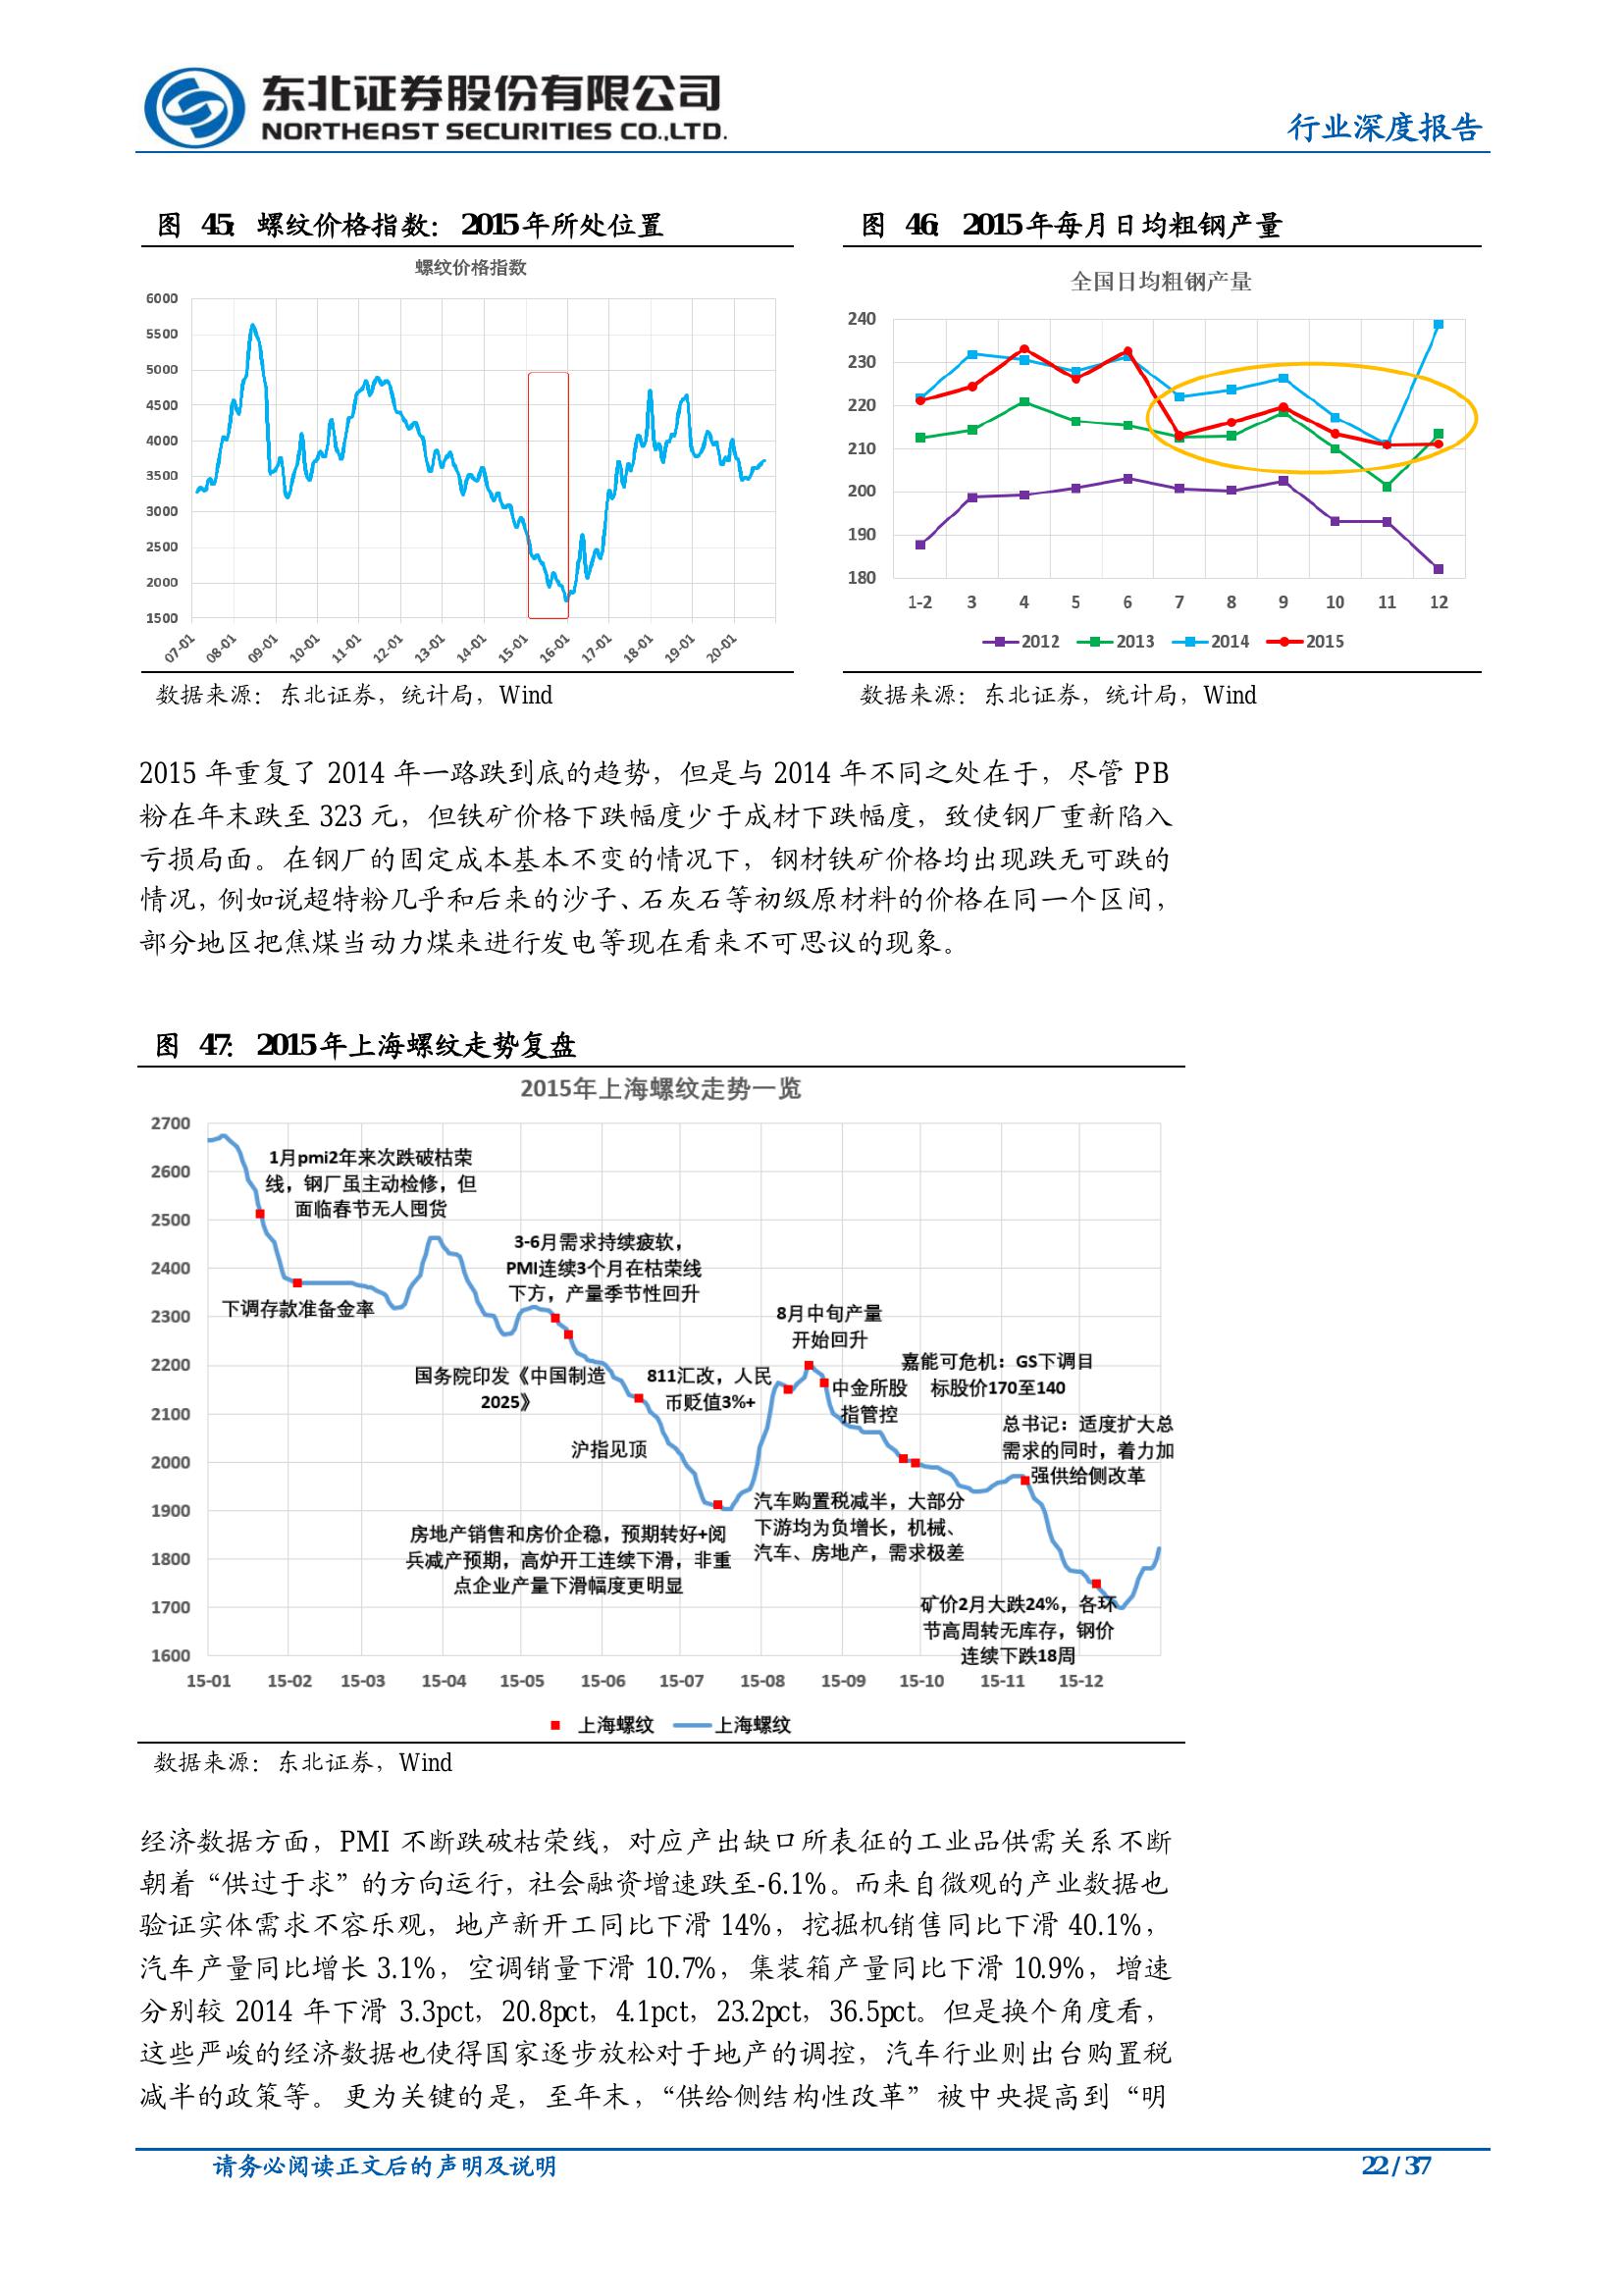 东北证券股份有限公司
NORTHEAST SECURITIES CO.,LTD.
行业深度报告
图 45： 螺纹价格指数： 2015 年所处位置
螺纹价格指数
6000
5500
5000
4500
4000
3500
3000
2500
2000
1500
07-01 08-01 09-01 10-01 11-01 12-01 13-01 14-01 15-01 16-01 17-01 18-01 19-01 20-01
数据来源：东北证券，统计局，Wind
图 46： 2015 年每月日均粗钢产量
全国日均粗钢产量
240
230
220
210
200
190
180
1-2 3 4 5 6 7 8 9 10 11 12
2012 2013 2014 2015
数据来源：东北证券，统计局，Wind
2015 年重复了 2014 年一路跌到底的趋势，但是与 2014 年不同之处在于，尽管 PB
粉在年末跌至 323 元，但铁矿价格下跌幅度少于成材下跌幅度，致使钢厂重新陷入
亏损局面。在钢厂的固定成本基本不变的情况下，钢材铁矿价格均出现跌无可跌的
情况，例如说超特粉几乎和后来的沙子、石灰石等初级原材料的价格在同一个区间，
部分地区把焦煤当动力煤来进行发电等现在看来不可思议的现象。
图 47： 2015 年上海螺纹走势复盘
2015年上海螺纹走势一览
2700
2600
2500
2400
2300
2200
2100
2000
1900
1800
1700
1600
1月pmi2年来次跌破枯荣
线，钢厂虽主动检修，但
面临春节无人囤货
下调存款准备金率
3-6月需求持续疲软，
PMI连续3个月在枯荣线
下方，产量季节性回升
国务院印发《中国制造
2025》
沪指见顶
811汇改，人民
币贬值3%+
8月中旬产量
开始回升
中金所股
指管控
嘉能可危机：GS下调目
标股价170至140
总书记：适度扩大总
需求的同时，着力加
强供给侧改革
房地产销售和房价企稳，预期转好+阅
兵减产预期，高炉开工连续下滑，非重
点企业产量下滑幅度更明显
汽车购置税减半，大部分
下游均为负增长，机械、
汽车、房地产，需求极差
矿价2月大跌24%，各环
节高周转无库存，钢价
连续下跌18周
15-01 15-02 15-03 15-04 15-05 15-06 15-07 15-08 15-09 15-10 15-11 15-12
上海螺纹 上海螺纹
数据来源：东北证券，Wind
经济数据方面，PMI 不断跌破枯荣线，对应产出缺口所表征的工业品供需关系不断
朝着“供过于求”的方向运行，社会融资增速跌至-6.1%。而来自微观的产业数据也
验证实体需求不容乐观，地产新开工同比下滑 14%，挖掘机销售同比下滑 40.1%，
汽车产量同比增长 3.1%，空调销量下滑 10.7%，集装箱产量同比下滑 10.9%，增速
分别较 2014 年下滑 3.3pct，20.8pct，4.1pct，23.2pct，36.5pct。但是换个角度看，
这些严峻的经济数据也使得国家逐步放松对于地产的调控，汽车行业则出台购置税
减半的政策等。 更为关键的是，至年末，“供给侧结构性改革”被中央提高到“明
请务必阅读正文后的声明及说明
22 / 37